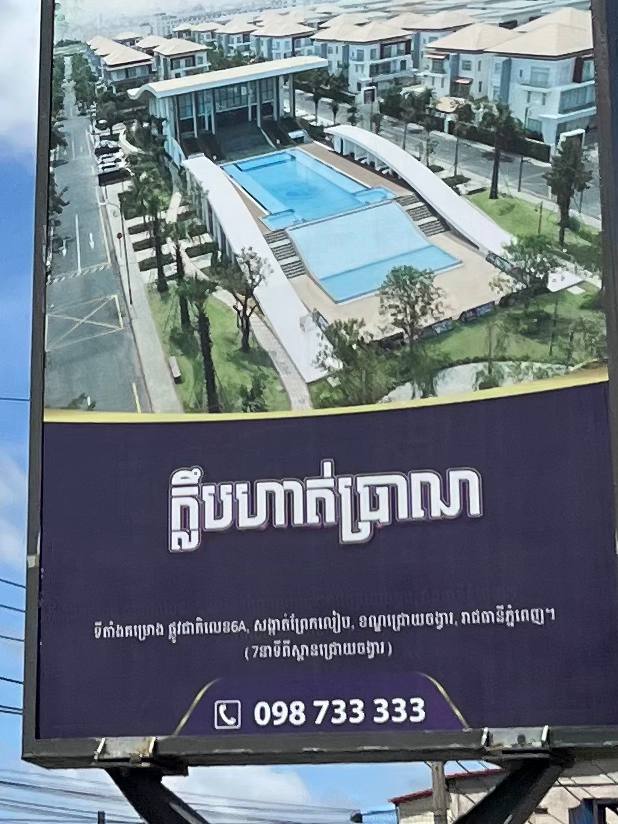 ក្លឹបហាត់ប្រាណ
ទីតាំងគម្រោង ផ្លូវជាតិលេខ6A, សង្កាត់ព្រែកលៀប, ខណ្ឌជ្រោយចង្វារ, រាជធានីភ្នំពេញ។
(7នាទីពីស្ពានជ្រោយចង្វារ)
098 733 333